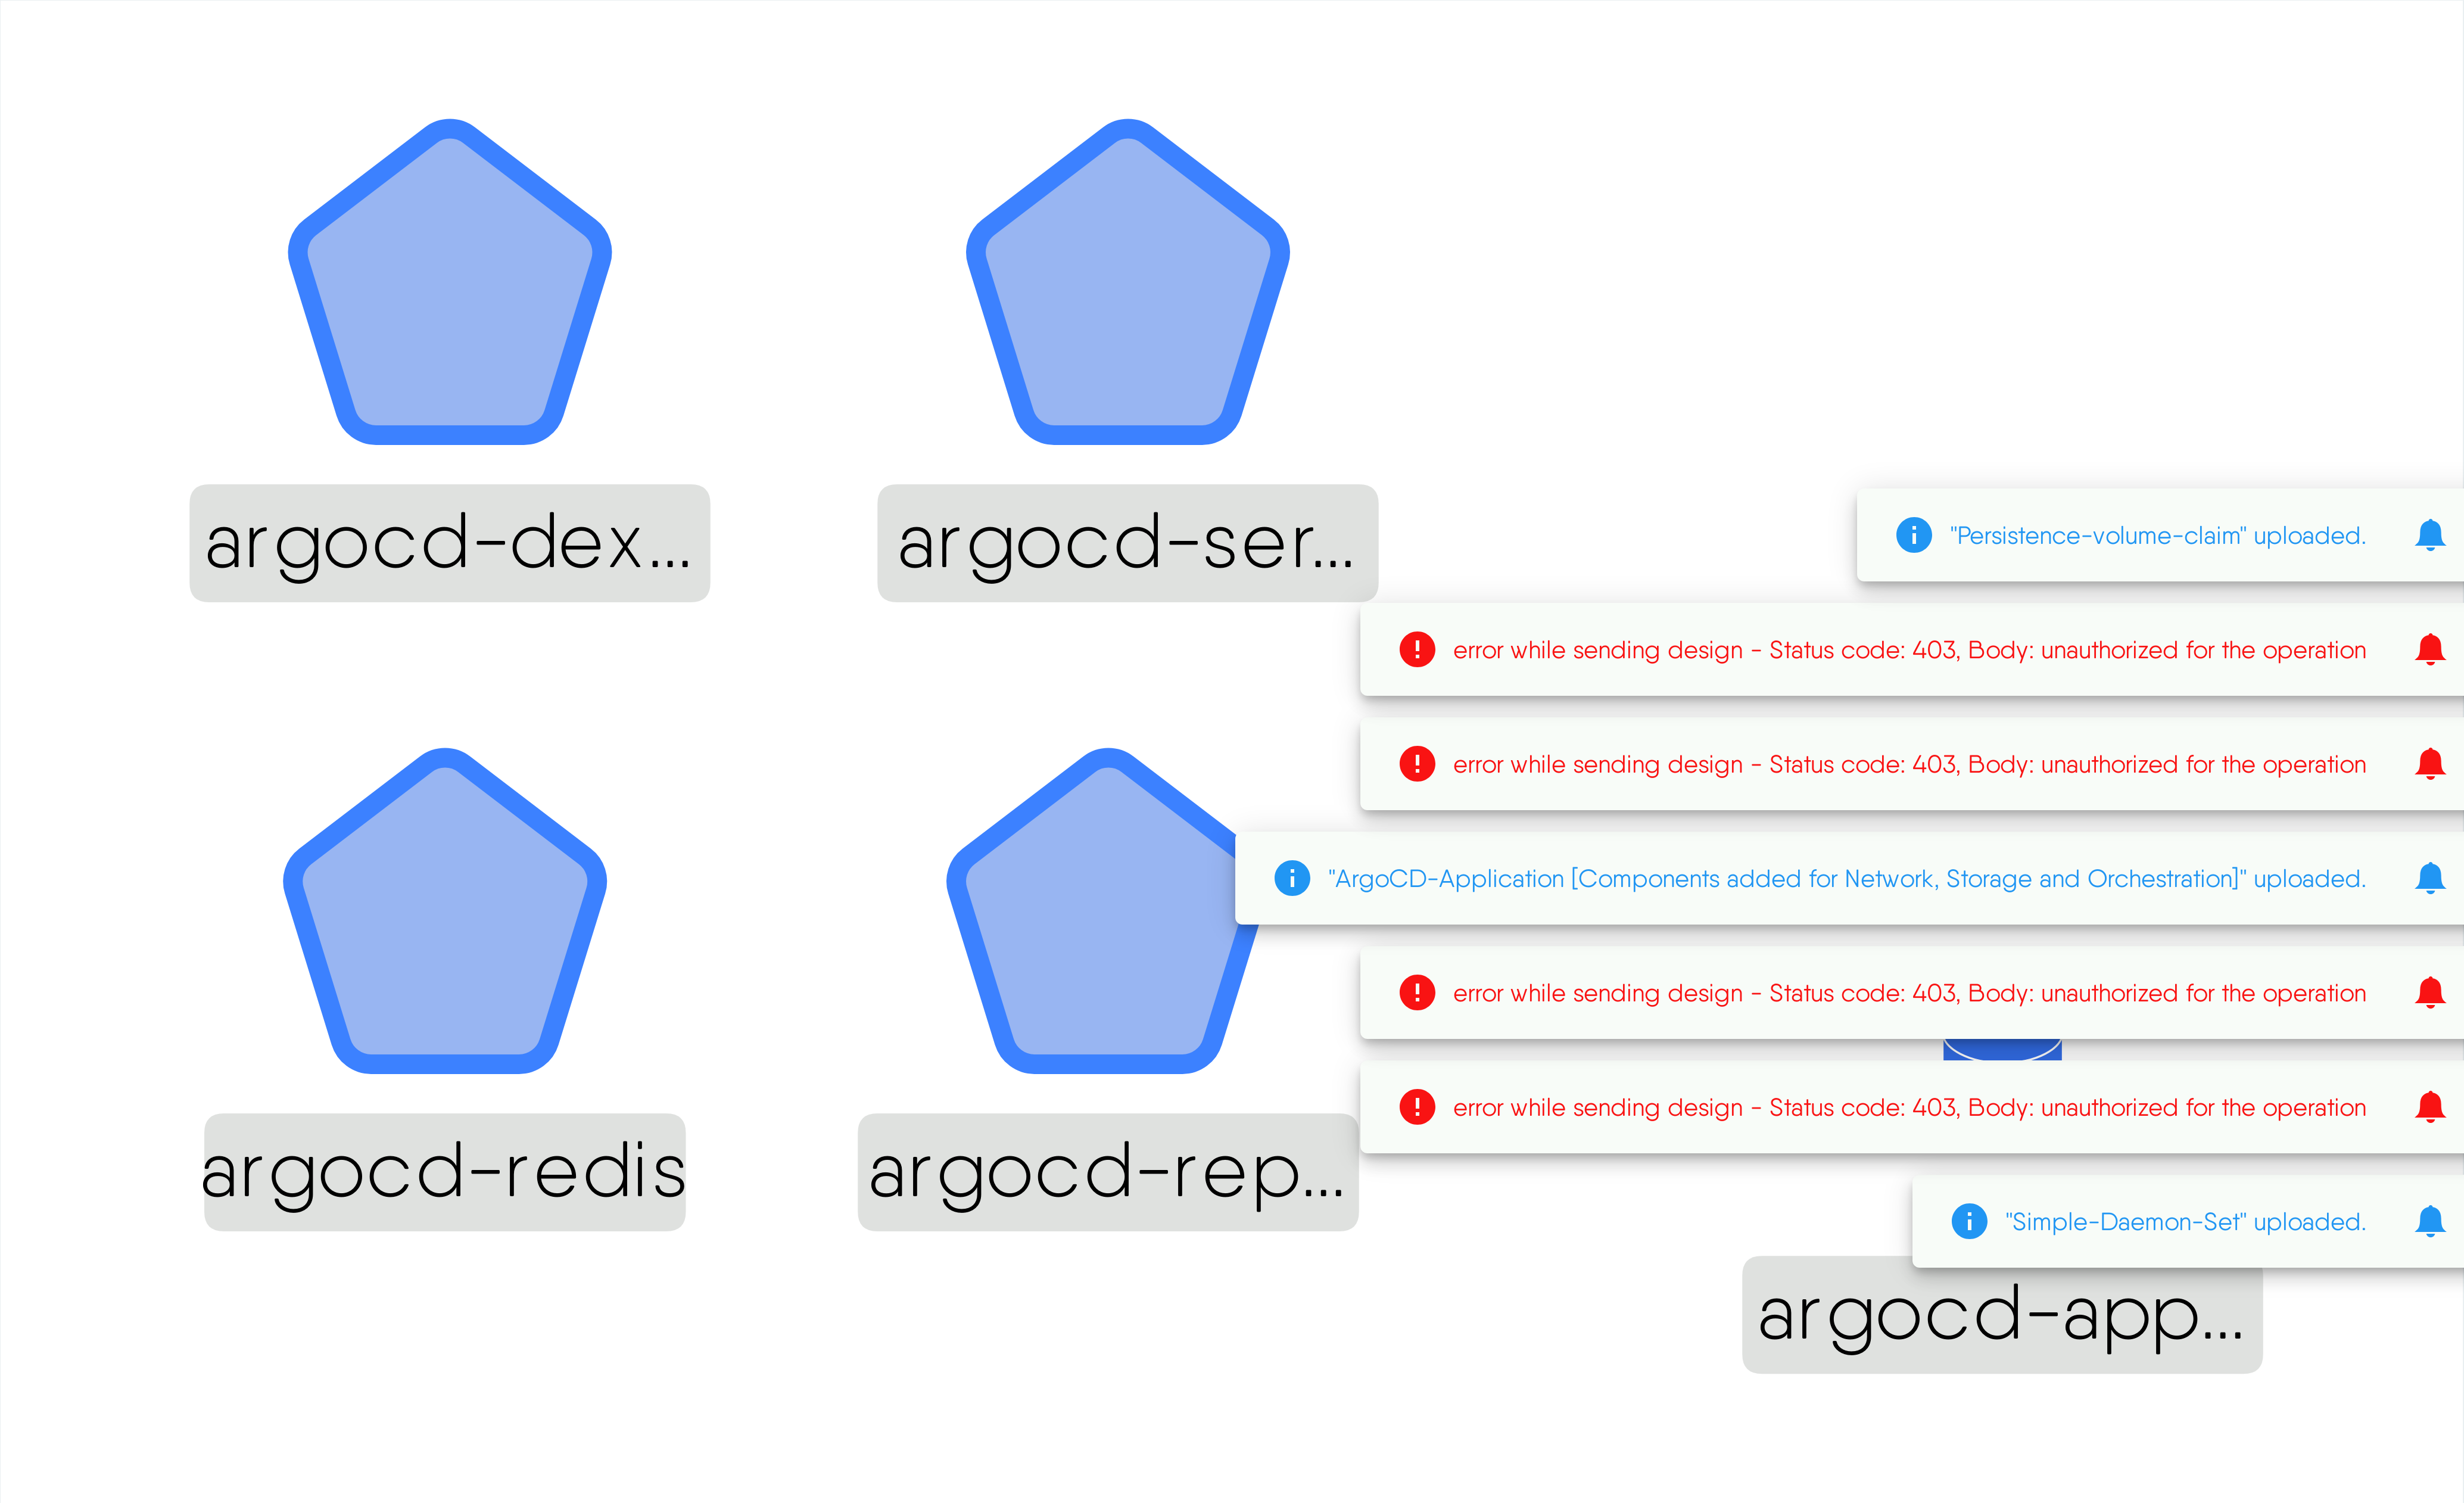 argocd-dex...
argocd-ser...
"Persistence-volume-claim" uploaded.
error while sending design - Status code: 403, Body: unauthorized for the operation
error while sending design - Status code: 403, Body: unauthorized for the operation
"ArgoCD-Application [Components added for Network, Storage and Orchestration]" uploaded.
error while sending design - Status code: 403, Body: unauthorized for the operation
error while sending design - Status code: 403, Body: unauthorized for the operation
argocd-redis
argocd-rep...
"Simple-Daemon-Set" uploaded.
argocd-app...